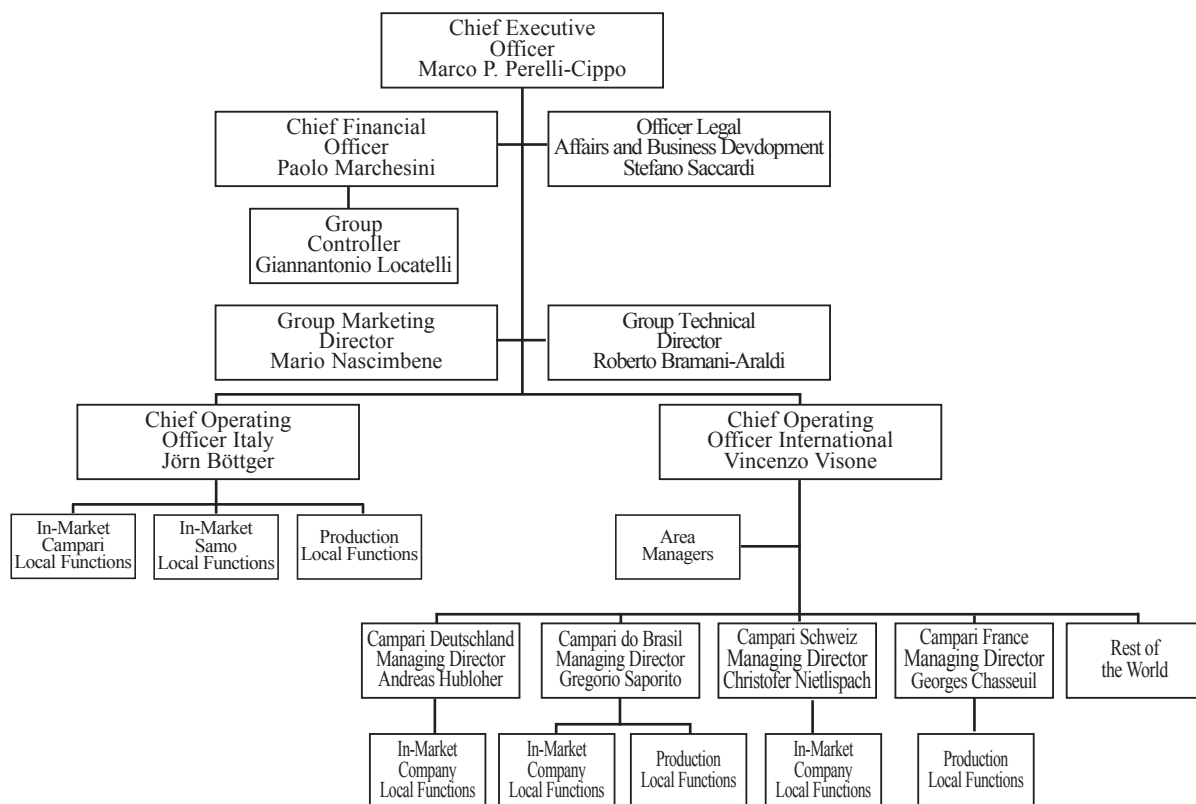 Chief Executive
Officer
Marco P. Perelli-Cippo
Chief Financial
Officer
Paolo Marchesini
Officer Legal
Affairs and Business Devdopment
Stefano Saccardi
Group
Controller
Giannantonio Locatelli
Group Marketing
Director
Mario Nascimbene
Group Technical
Director
Roberto Bramani-Araldi
Chief Operating
Officer Italy
Jörn Böttger
Chief Operating
Officer International
Vincenzo Visone
In-Market
Campari
Local Functions
In-Market
Samo
Local Functions
Production
Local Functions
Area
Managers
Campari Deutschland
Managing Director
Andreas Hubloher
Campari do Brasil
Managing Director
Gregorio Saporito
Campari Schweiz
Managing Director
Christofer Nietlispach
Campari France
Managing Director
Georges Chasseuil
Rest of
the World
In-Market
Company
Local Functions
In-Market
Company
Local Functions
Production
Local Functions
In-Market
Company
Local Functions
Production
Local Functions